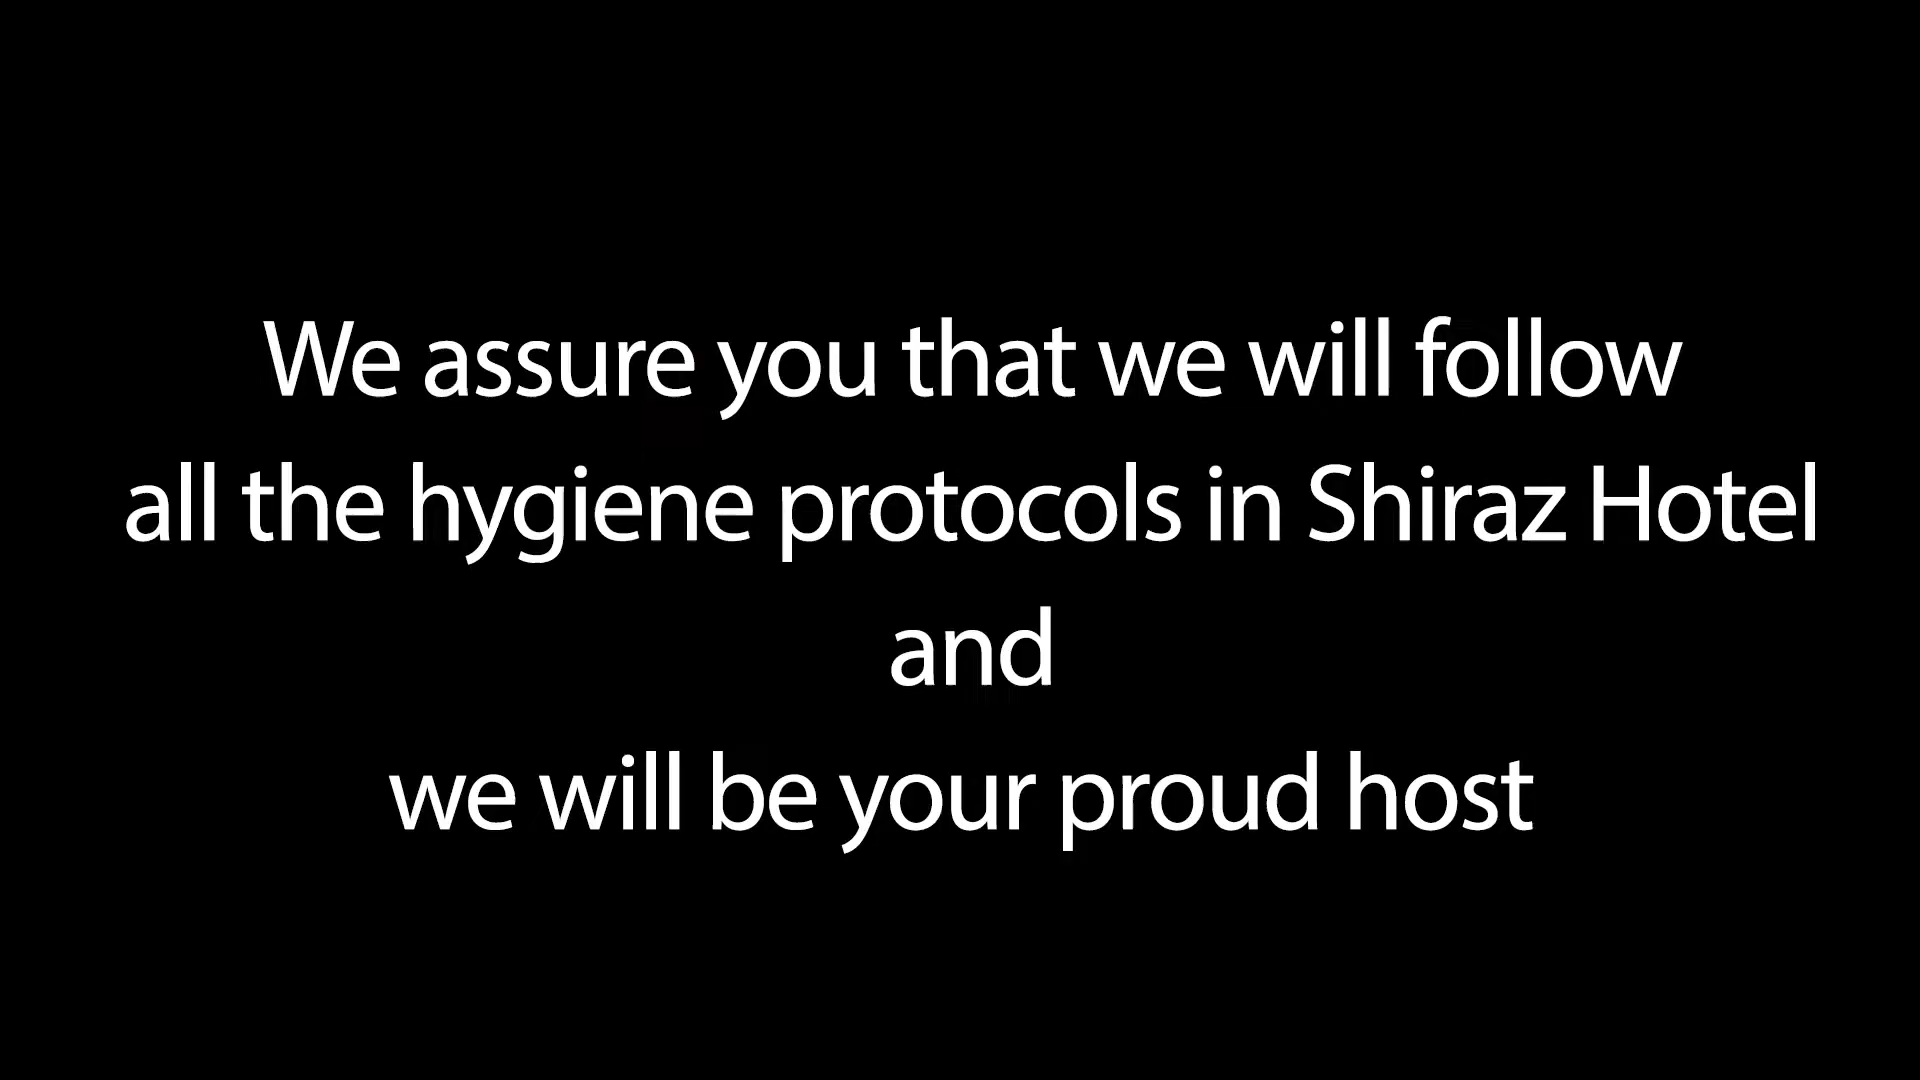 We assure you that we will follow
all the hygiene protocols in Shiraz Hotel
and
we will be your proud host